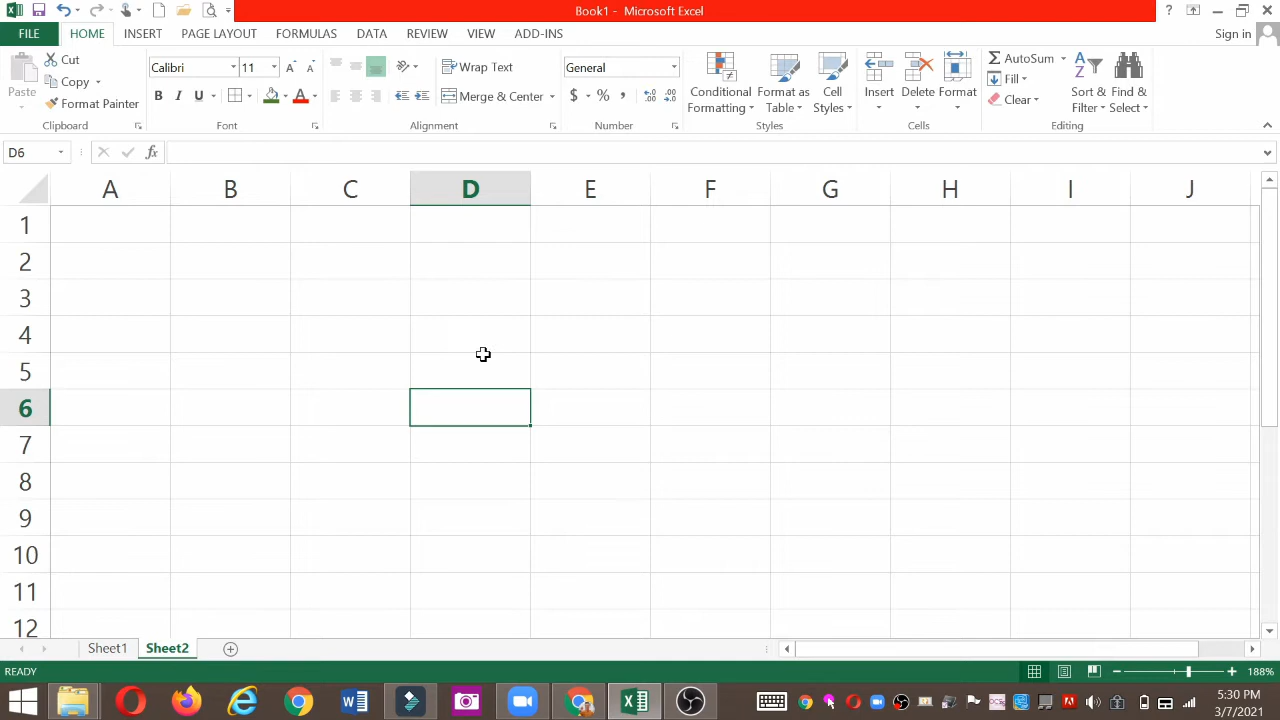 Book1 - Microsoft Excel
?
FILE HOME INSERT PAGE LAYOUT FORMULAS DATA REVIEW VIEW ADD-INS Sign in
Paste
Cut
Copy
Format Painter
Clipboard
Calibri 11
B I U A
Font
Wrap Text
Merge & Center
Alignment
General
$ % ,
Number
Conditional Formatting
Format as Table
Cell Styles
Styles
Insert Delete Format
Cells
AutoSum
Fill
Clear
Sort & Filter
Find & Select
Editing
D6 fx
A B C D E F G H I J
1
2
3
4
5
6
7
8
9
10
11
12
Sheet1 Sheet2
READY 188%
5:30 PM
3/7/2021